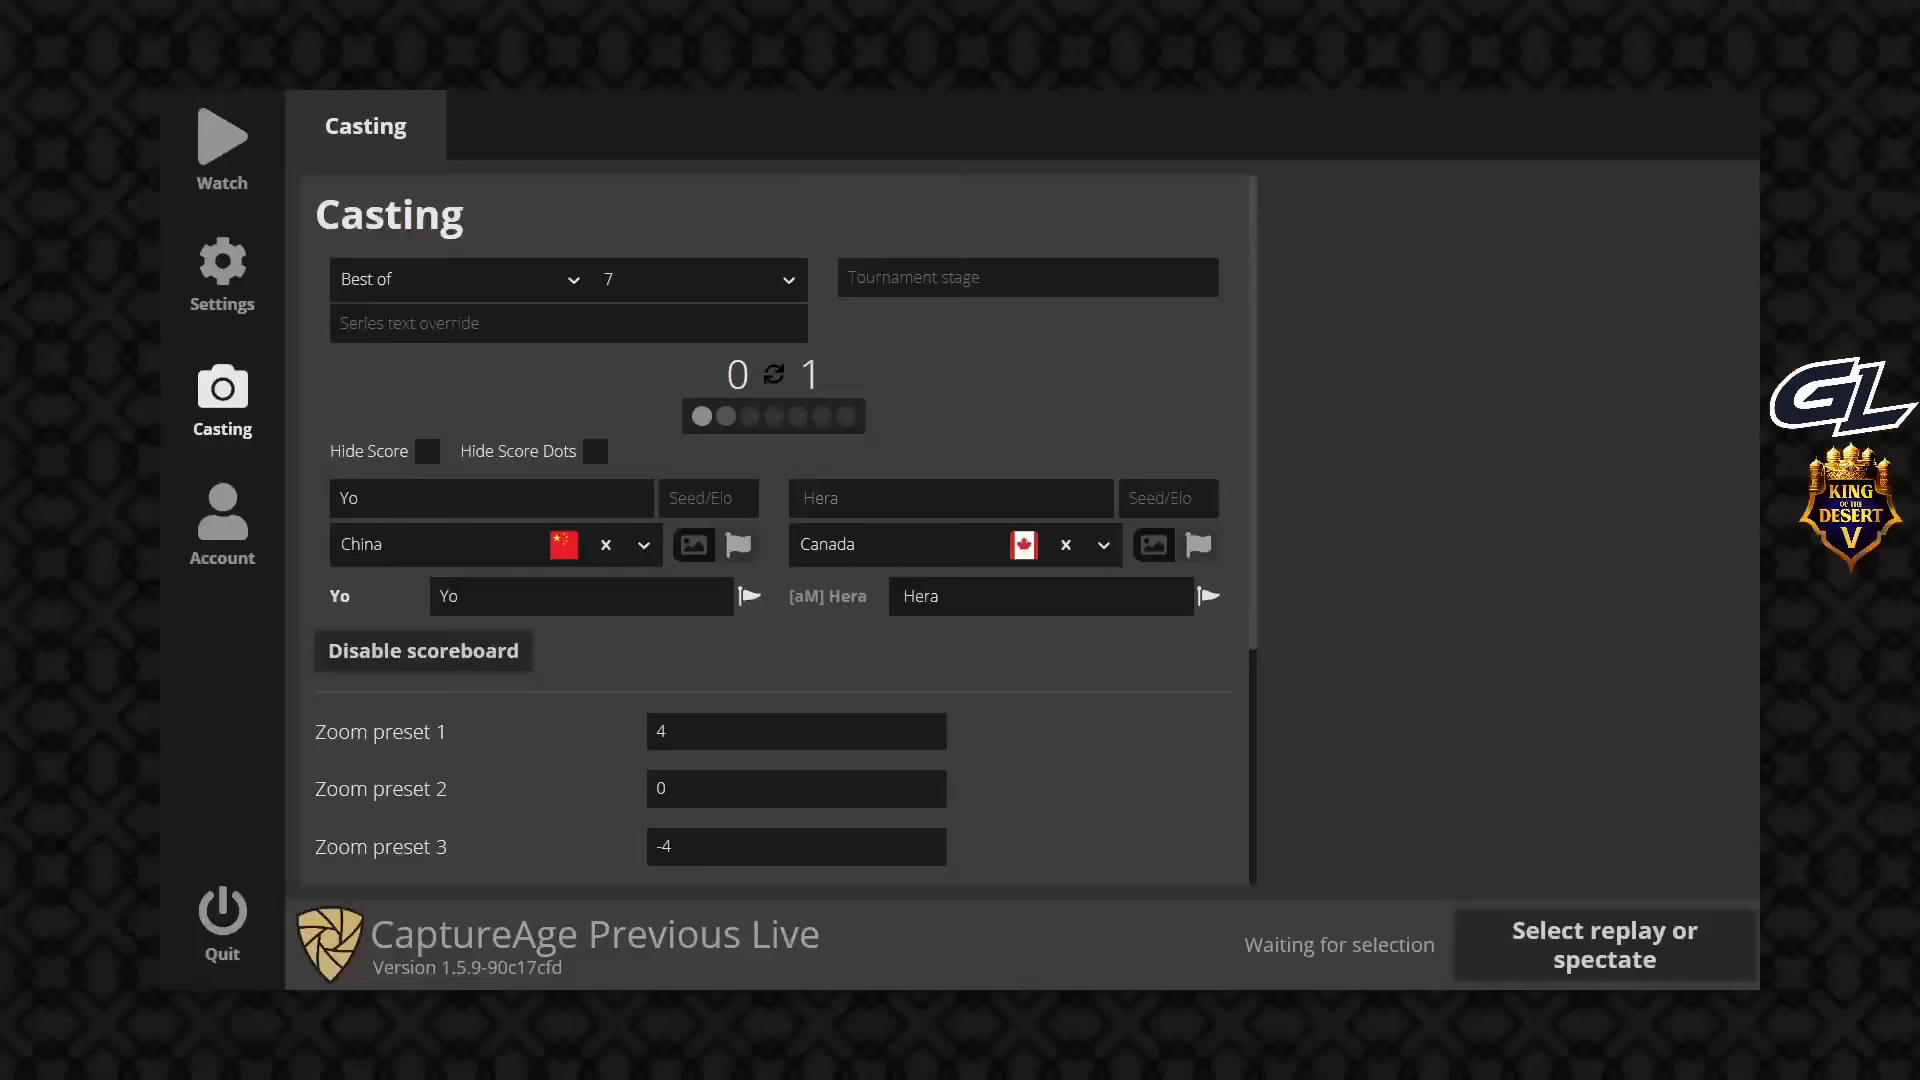 Casting
Watch
Settings
Casting
Account
Quit
Casting
Best of
7
Tournament stage
Series text override
0 1
Hide Score
Hide Score Dots
Yo
Seed/Elo
Hera
Seed/Elo
China
x
Canada
x
Yo
Yo
[aM] Hera
Hera
Disable scoreboard
Zoom preset 1
4
Zoom preset 2
0
Zoom preset 3
-4
CaptureAge Previous Live
Version 1.5.9-90c17cfd
Waiting for selection
Select replay or
spectate
GL
KING
OF THE
DESERT
V